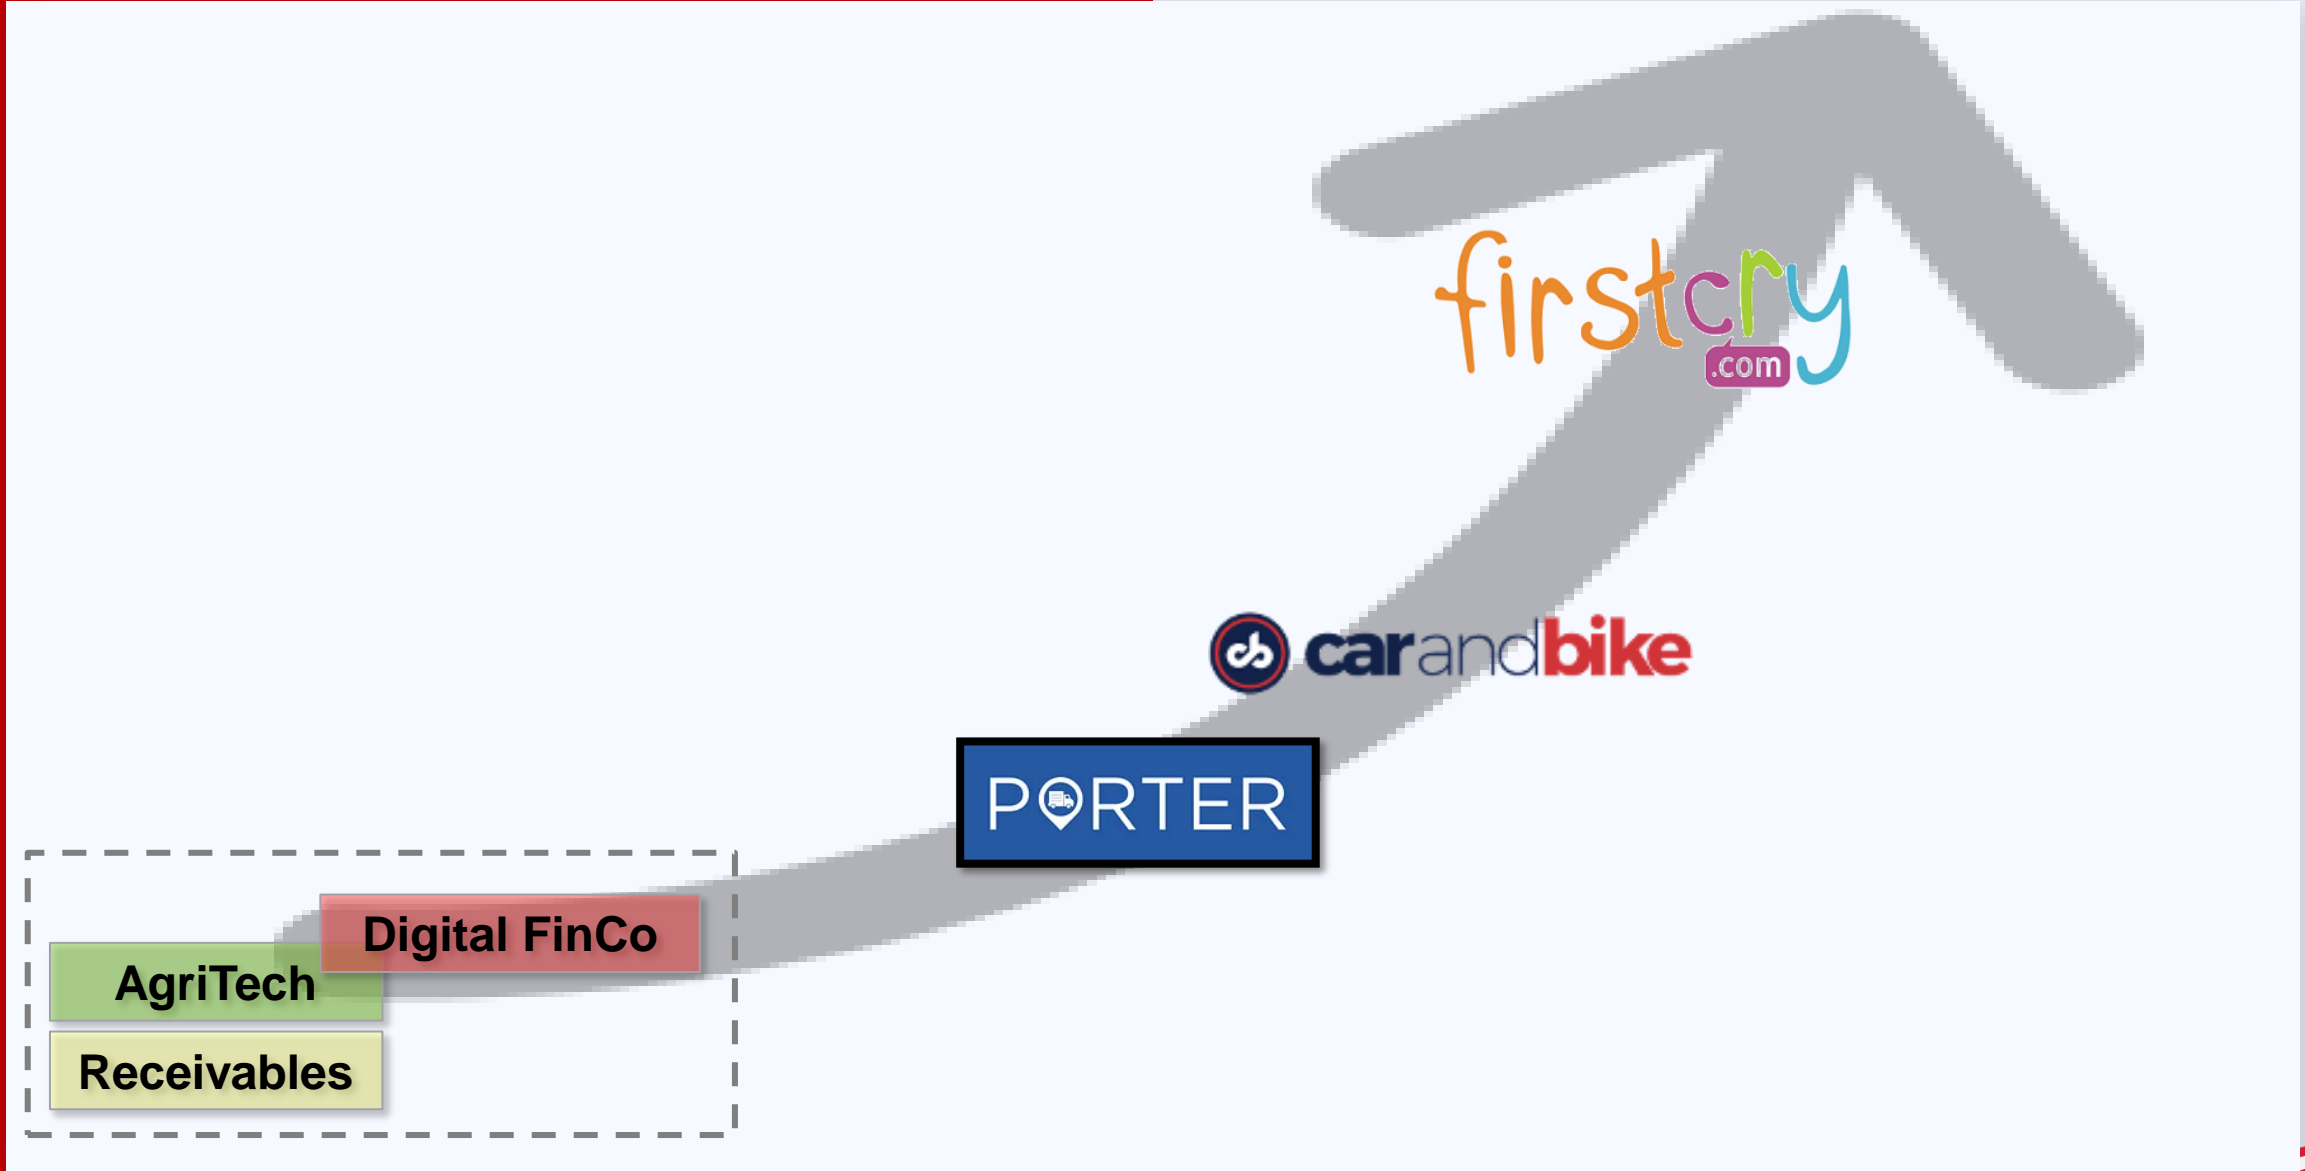 firstcry
.com
carandbike
PORTER
Digital FinCo
AgriTech
Receivables